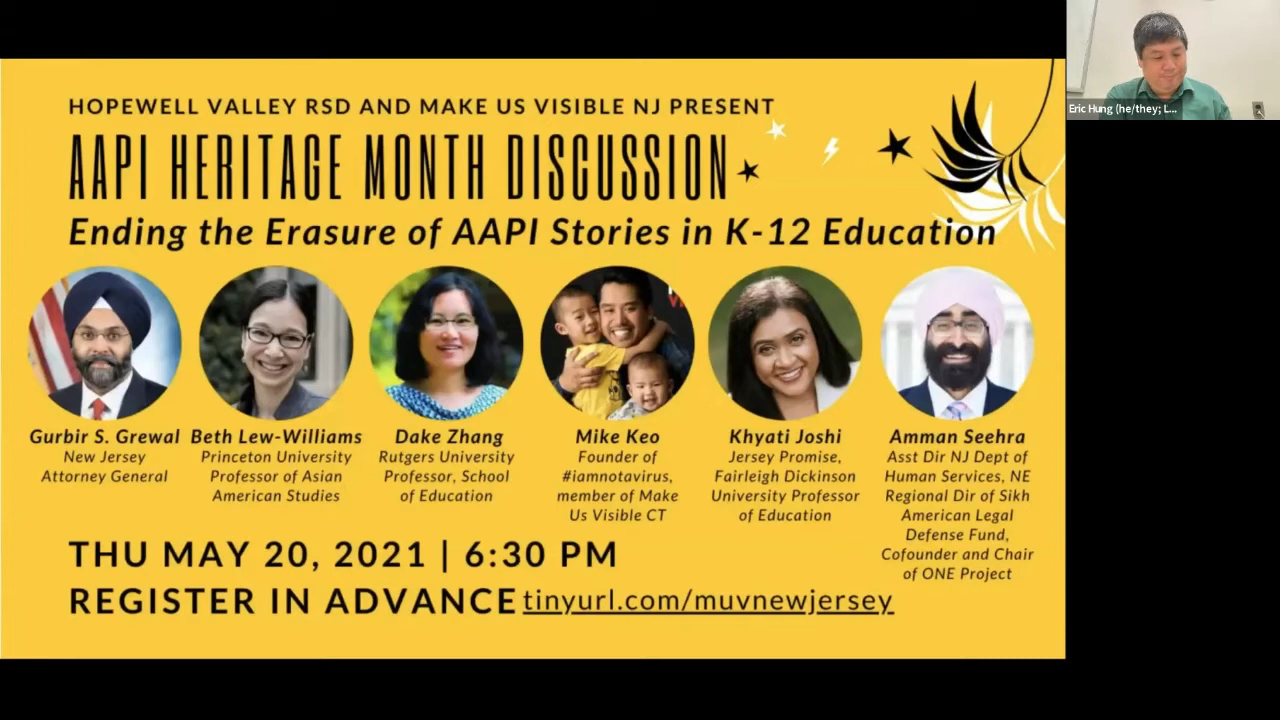 HOPEWELL VALLEY RSD AND MAKE US VISIBLE NJ PRESENT
AAPI HERITAGE MONTH DISCUSSION
Ending the Erasure of AAPI Stories in K-12 Education
Gurbir S. Grewal
New Jersey
Attorney General
Beth Lew-Williams
Princeton University
Professor of Asian
American Studies
Dake Zhang
Rutgers University
Professor, School
of Education
Mike Keo
Founder of
#iamnotavirus,
member of Make
Us Visible CT
Khyati Joshi
Jersey Promise,
Fairleigh Dickinson
University Professor
of Education
Amman Seehra
Asst Dir NJ Dept of
Human Services, NE
Regional Dir of Sikh
American Legal
Defense Fund,
Cofounder and Chair
of ONE Project
THU MAY 20, 2021 | 6:30 PM
REGISTER IN ADVANCE tinyurl.com/muvnewjersey
Eric Hung (he/they; L...